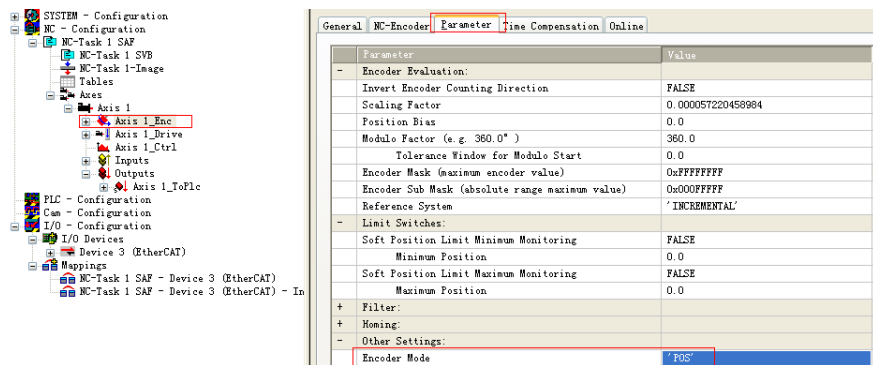 SYSTEM - Configuration
NC - Configuration
NC-Task 1 SAF
NC-Task 1 SVB
NC-Task 1-Image
Tables
Axes
Axis 1
Axis 1_Enc
Axis 1_Drive
Axis 1_Ctrl
Inputs
Outputs
Axis 1_ToPlc
PLC - Configuration
Cam - Configuration
I/O - Configuration
I/O Devices
Device 3 (EtherCAT)
Mappings
NC-Task 1 SAF - Device 3 (EtherCAT)
NC-Task 1 SAF - Device 3 (EtherCAT) - In
General NC-Encoder Parameter Time Compensation Online
Parameter Value
- Encoder Evaluation:
Invert Encoder Counting Direction FALSE
Scaling Factor 0.000057220458984
Position Bias 0.0
Modulo Factor (e.g. 360.0°) 360.0
Tolerance Window for Modulo Start 0.0
Encoder Mask (maximum encoder value) 0xFFFFFFFF
Encoder Sub Mask (absolute range maximum value) 0x000FFFFF
Reference System 'INCREMENTAL'
- Limit Switches:
Soft Position Limit Minimum Monitoring FALSE
Minimum Position 0.0
Soft Position Limit Maximum Monitoring FALSE
Maximum Position 0.0
+ Filter:
+ Homing:
- Other Settings:
Encoder Mode 'POS'